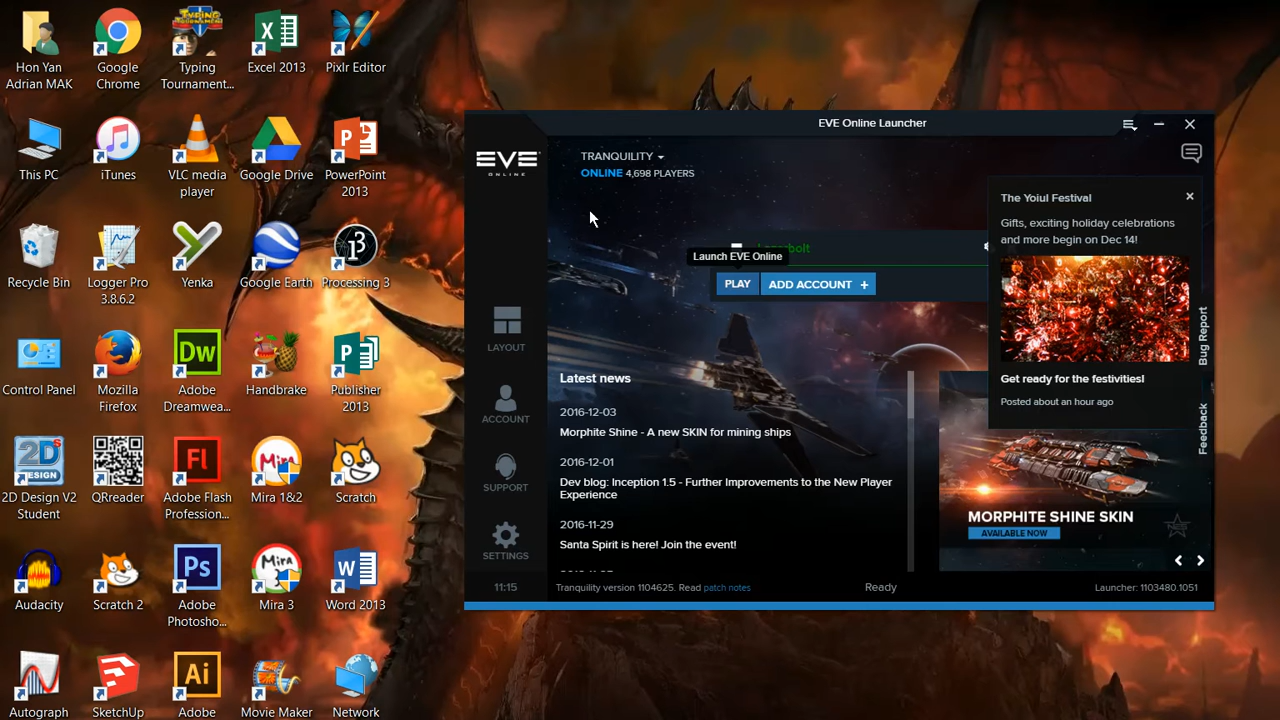 Hon Yan
Adrian MAK
Google
Chrome
Typing
Tournament...
Excel 2013
Pixlr Editor
This PC
iTunes
VLC media
player
Google Drive
PowerPoint
2013
Recycle Bin
Logger Pro
3.8.6.2
Yenka
Google Earth
Processing 3
Control Panel
Mozilla
Firefox
Adobe
Dreamwea...
Handbrake
Publisher
2013
2D Design V2
Student
QRreader
Adobe Flash
Profession...
Mira 1&2
Scratch
Audacity
Scratch 2
Adobe
Photosho...
Mira 3
Word 2013
Autograph
SketchUp
Adobe
Movie Maker
Network
EVE Online Launcher
EVE
ONLINE
TRANQUILITY
ONLINE 4,698 PLAYERS
Launch EVE Online
PLAY
ADD ACCOUNT +
LAYOUT
ACCOUNT
SUPPORT
SETTINGS
11:15
Latest news
2016-12-03
Morphite Shine - A new SKIN for mining ships
2016-12-01
Dev blog: Inception 1.5 - Further Improvements to the New Player
Experience
2016-11-29
Santa Spirit is here! Join the event!
The Yoiul Festival
Gifts, exciting holiday celebrations
and more begin on Dec 14!
Get ready for the festivities!
Posted about an hour ago
Bug Report
Feedback
MORPHITE SHINE SKIN
AVAILABLE NOW
Tranquility version 1104625. Read patch notes
Ready
Launcher: 1103480.1051